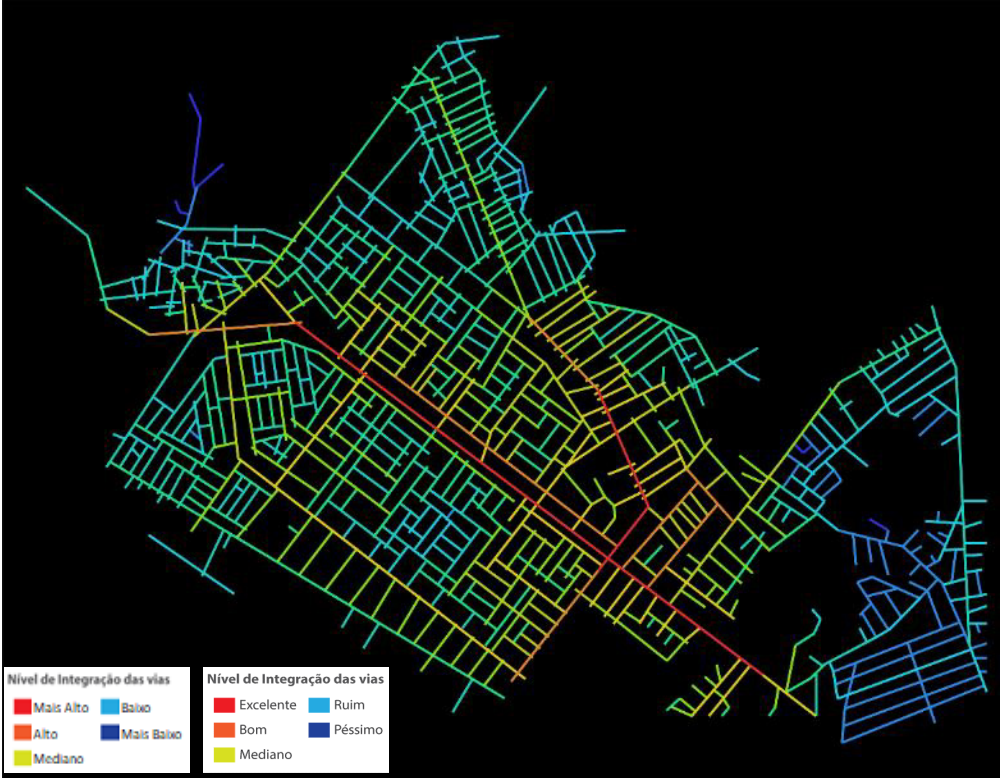 Nível de Integração das vias
Mais Alto
Baixo
Alto
Mais Baixo
Mediano
Nível de Integração das vias
Excelente
Ruim
Bom
Péssimo
Mediano